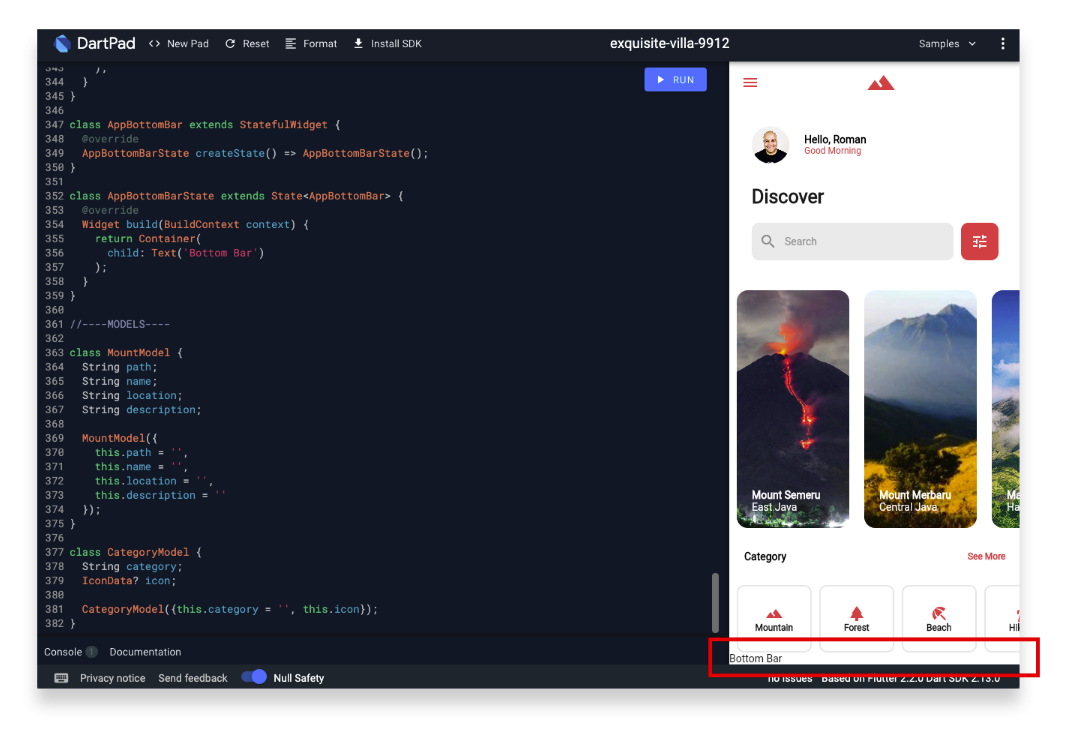 DartPad <> New Pad Reset Format Install SDK exquisite-villa-9912 Samples
RUN
343 ),
344 }
345 }
346
347 class AppBottomBar extends StatefulWidget {
348 @override
349 AppBottomBarState createState() => AppBottomBarState();
350 }
351
352 class AppBottomBarState extends State<AppBottomBar> {
353 @override
354 Widget build(BuildContext context) {
355 return Container(
356 child: Text('Bottom Bar')
357 );
358 }
359 }
360
361 //----MODELS----
362
363 class MountModel {
364 String path;
365 String name;
366 String location;
367 String description;
368
369 MountModel({
370 this.path = '',
371 this.name = '',
372 this.location = '',
373 this.description = ''
374 });
375 }
376
377 class CategoryModel {
378 String category;
379 IconData? icon;
380
381 CategoryModel({this.category = '', this.icon});
382 }
Console 1 Documentation
Privacy notice Send feedback Null Safety
Hello, Roman
Good Morning
Discover
Search
Mount Semeru
East Java
Mount Merbaru
Central Java
Ma
Ha
Category See More
Mountain Forest Beach Hi
Bottom Bar
no issues Based on Flutter 2.2.0 Dart SDK 2.13.0